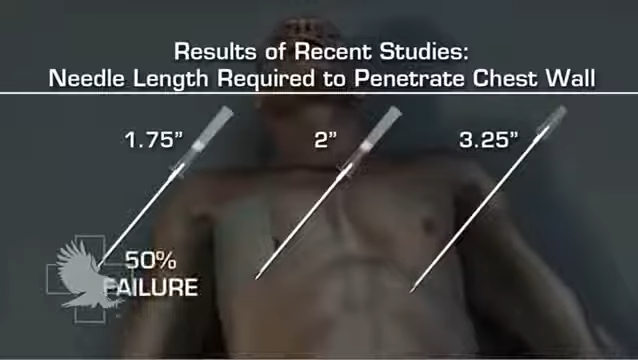 Results of Recent Studies:
Needle Length Required to Penetrate Chest Wall
1.75”
2”
3.25”
50%
FAILURE